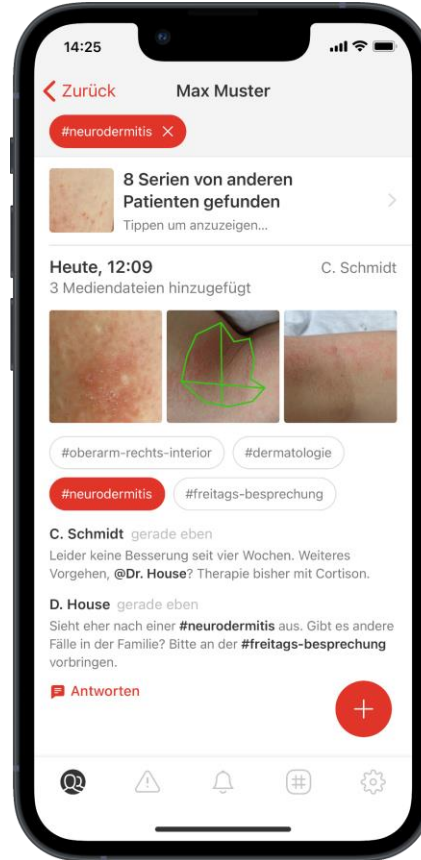 14:25
Zurück
Max Muster
#neurodermitis ×
8 Serien von anderen
Patienten gefunden
Tippen um anzuzeigen...
Heute, 12:09
C. Schmidt
3 Mediendateien hinzugefügt
#oberarm-rechts-interior
#dermatologie
#neurodermitis
#freitags-besprechung
C. Schmidt gerade eben
Leider keine Besserung seit vier Wochen. Weiteres
Vorgehen, @Dr. House? Therapie bisher mit Cortison.
D. House gerade eben
Sieht eher nach einer #neurodermitis aus. Gibt es andere
Fälle in der Familie? Bitte an der #freitags-besprechung
vorbringen.
Antworten